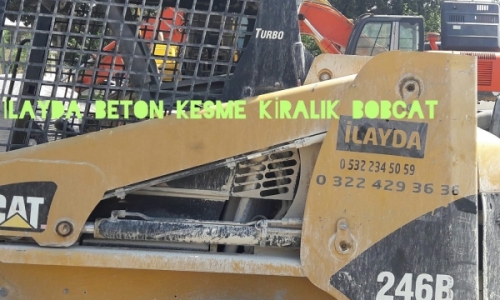 TURBO
İLAYDA BETON KESME KİRALIK BOBCAT
İLAYDA
0 532 234 50 59
0 322 429 36 36
CAT
246B